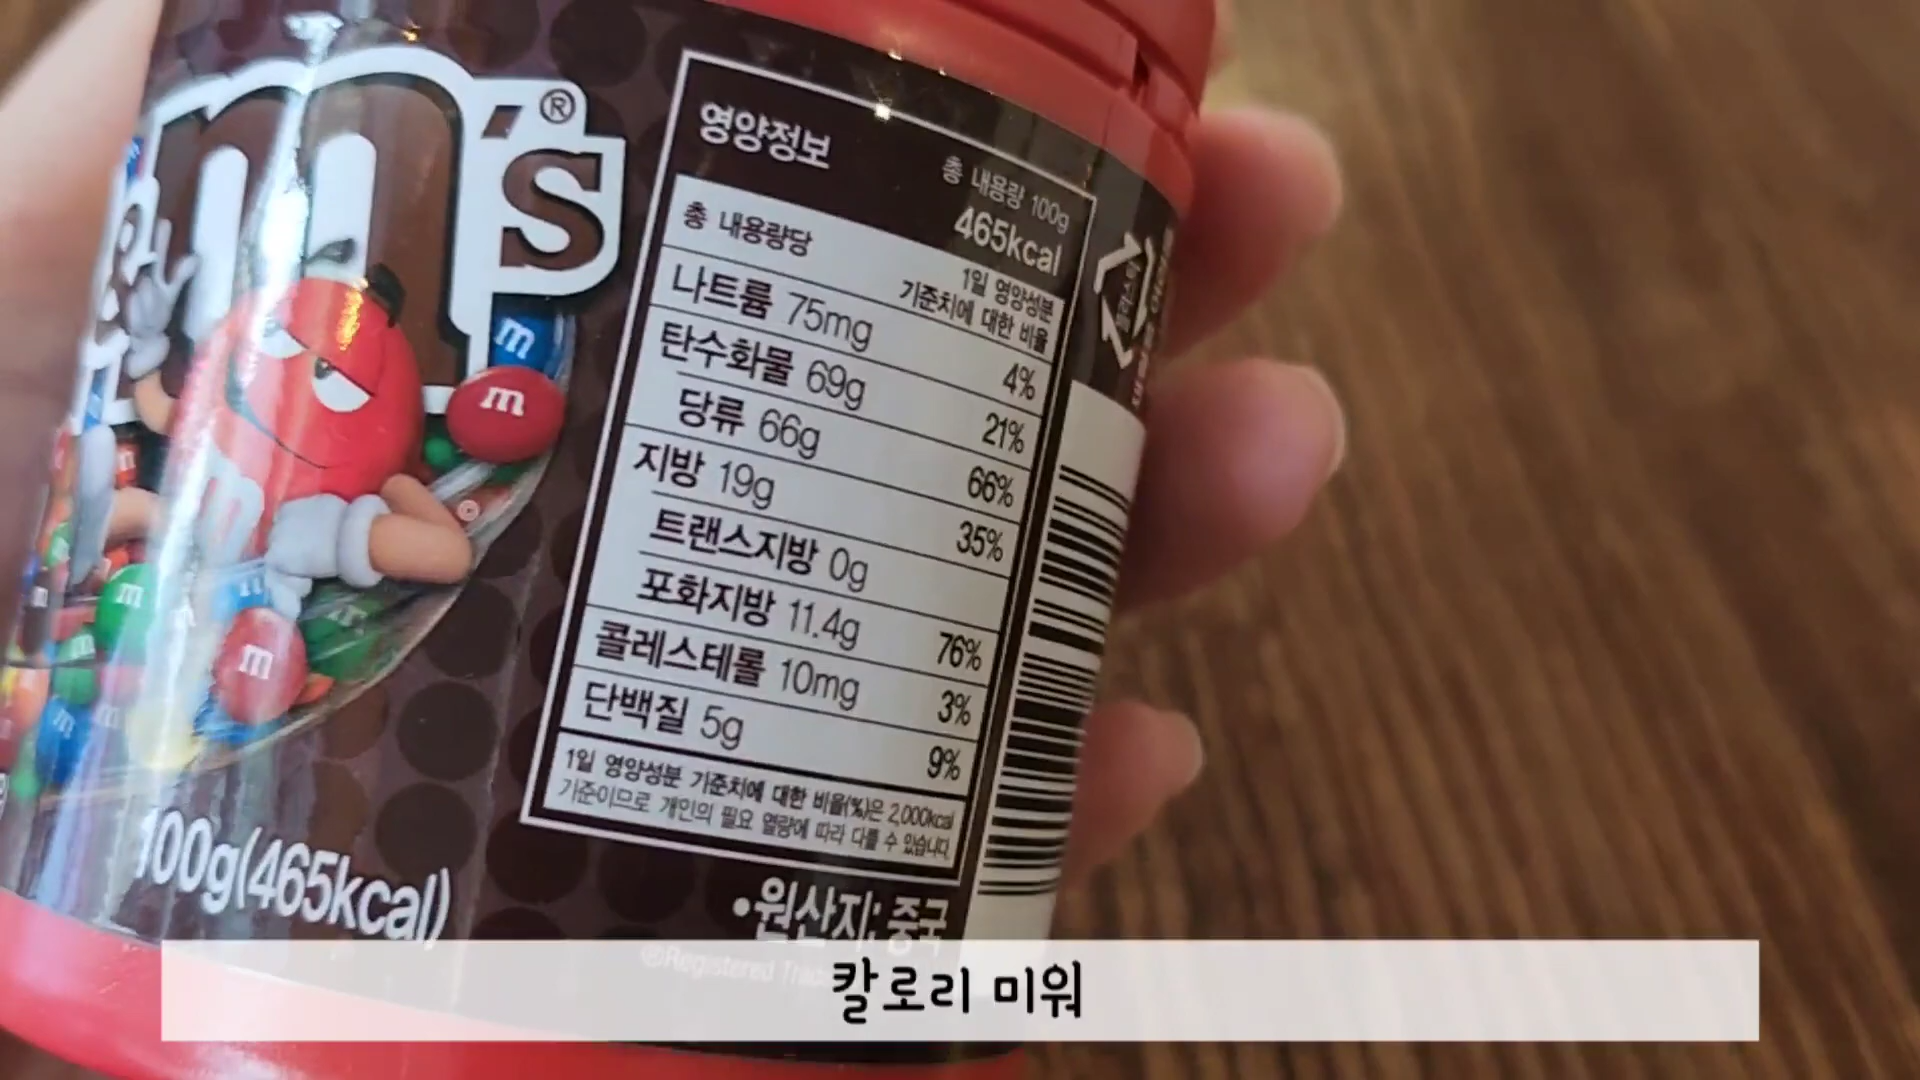 m's®
영양정보
총 내용량 100g
465kcal
총 내용량당
1일 영양성분
기준치에 대한 비율
나트륨 75mg 4%
탄수화물 69g 21%
당류 66g 66%
지방 19g 35%
트랜스지방 0g
포화지방 11.4g 76%
콜레스테롤 10mg 3%
단백질 5g 9%
1일 영양성분 기준치에 대한 비율(%)은 2,000kcal
기준이므로 개인의 필요 열량에 따라 다를 수 있습니다.
m
m
m
m
m
100g(465kcal)
•원산지: 중국
®Registered
칼로리 미워